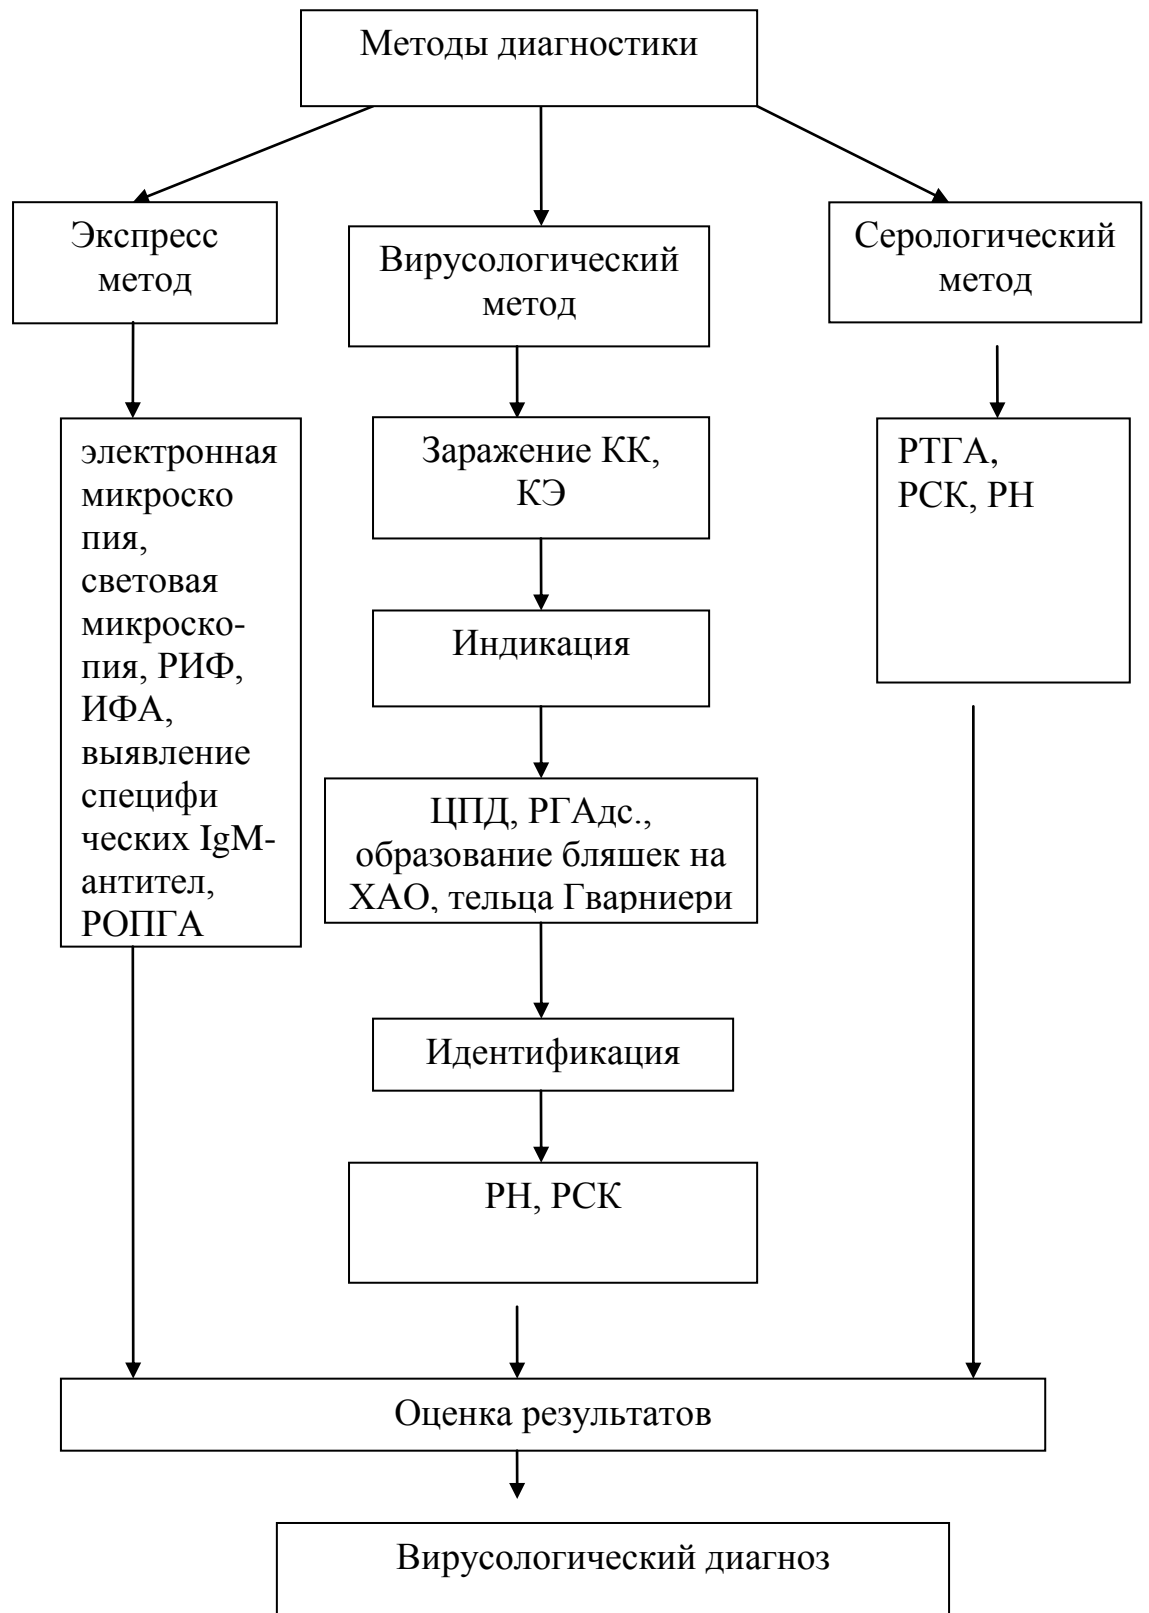 Методы диагностики
Экспресс
метод
Вирусологический
метод
Серологический
метод
электронная
микроско
пия,
световая
микроско-
пия, РИФ,
ИФА,
выявление
специфи
ческих IgM-
антител,
РОПГА
Заражение КК,
КЭ
РТГА,
РСК, РН
Индикация
ЦПД, РГАдс.,
образование бляшек на
ХАО, тельца Гварниери
Идентификация
РН, РСК
Оценка результатов
Вирусологический диагноз